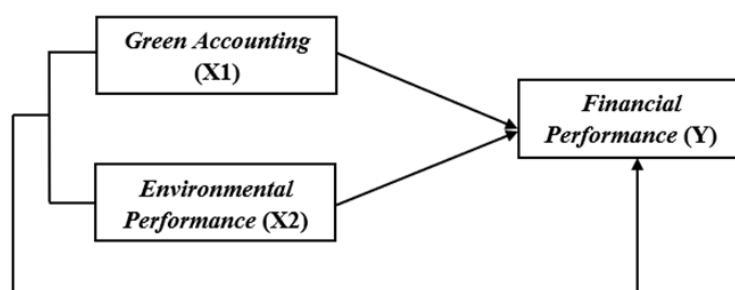 Green Accounting
(X1)
Financial
Performance (Y)
Environmental
Performance (X2)